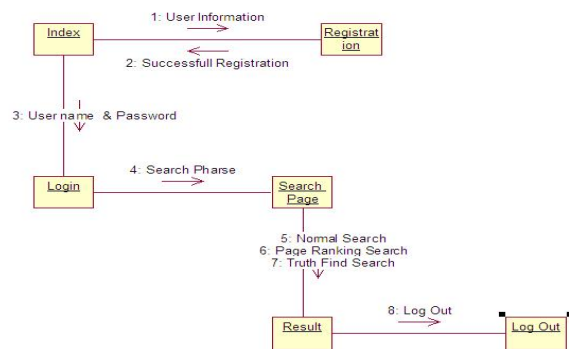 1: User Information
Index
Registrat
ion
2: Successfull Registration
3: User name & Password
4: Search Pharse
Login
Search
Page
5: Normal Search
6: Page Ranking Search
7: Truth Find Search
8: Log Out
Result
Log Out